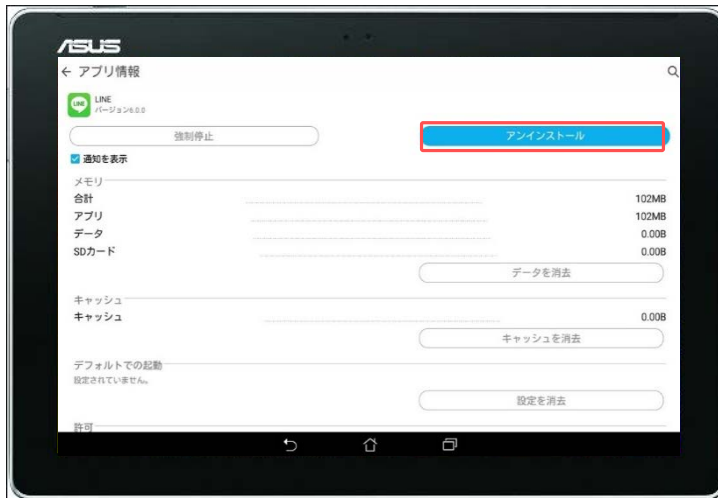 ASUS
アプリ情報
LINE
LINE
バージョン6.0.0
強制停止
アンインストール
通知を表示
メモリ
合計 102MB
アプリ 102MB
データ 0.00B
SDカード 0.00B
データを消去
キャッシュ
キャッシュ 0.00B
キャッシュを消去
デフォルトでの起動
設定されていません。
設定を消去
許可